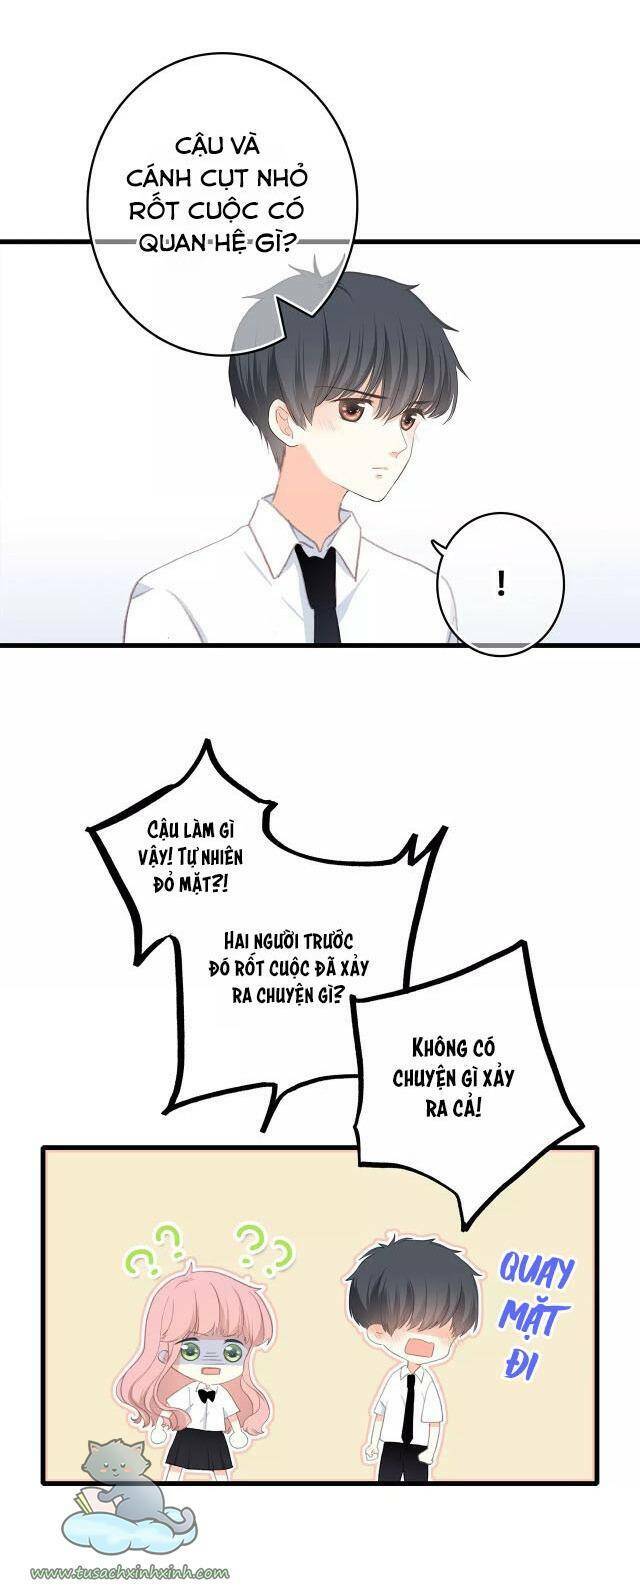 CẬU VÀ
CÁNH CỤT NHỎ
RỐT CUỘC CÓ
QUAN HỆ GÌ?
!
CẬU LÀM GÌ
VẬY! TỰ NHIÊN
ĐỎ MẶT?!
HAI NGƯỜI TRƯỚC
ĐÓ RỐT CUỘC ĐÃ XẢY
RA CHUYỆN GÌ?
KHÔNG CÓ
CHUYỆN GÌ XẢY
RA CẢ!
??
??
QUAY
MẶT
ĐI
www.tusachxinhxinh.com